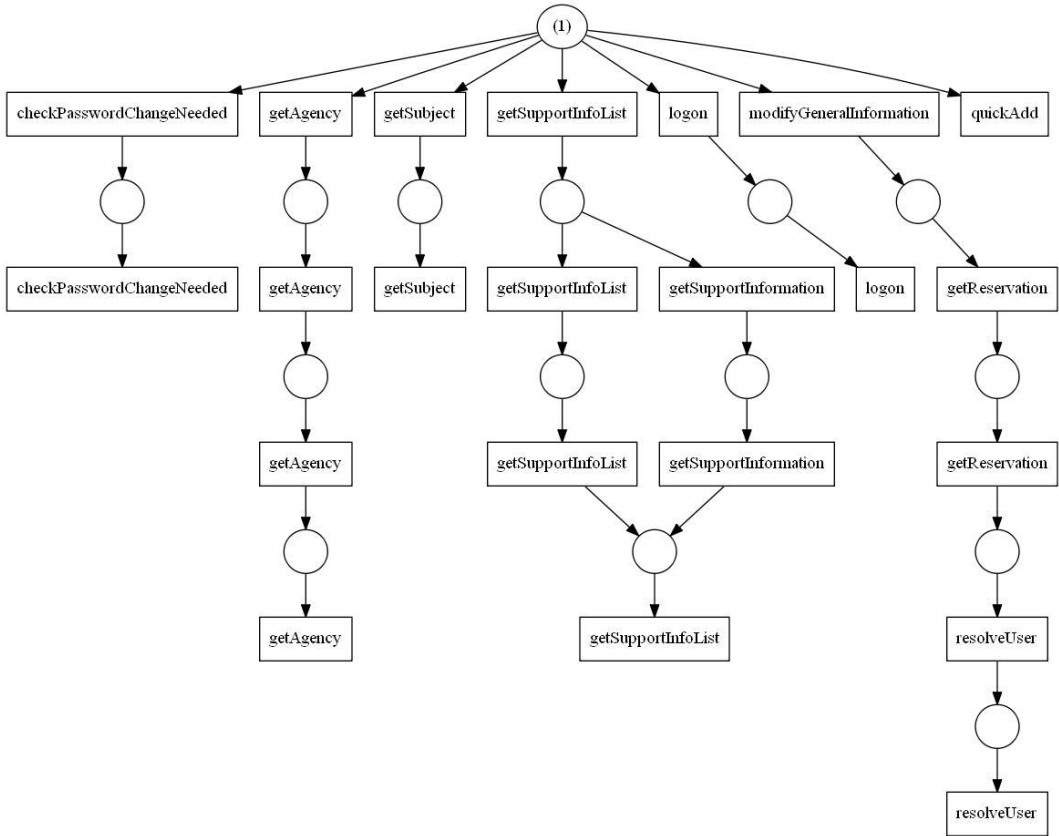 (1)
checkPasswordChangeNeeded
getAgency
getSubject
getSupportInfoList
logon
modifyGeneralInformation
quickAdd
checkPasswordChangeNeeded
getAgency
getSubject
getSupportInfoList
getSupportInformation
logon
getReservation
getAgency
getSupportInfoList
getSupportInformation
getReservation
getAgency
getSupportInfoList
resolveUser
resolveUser